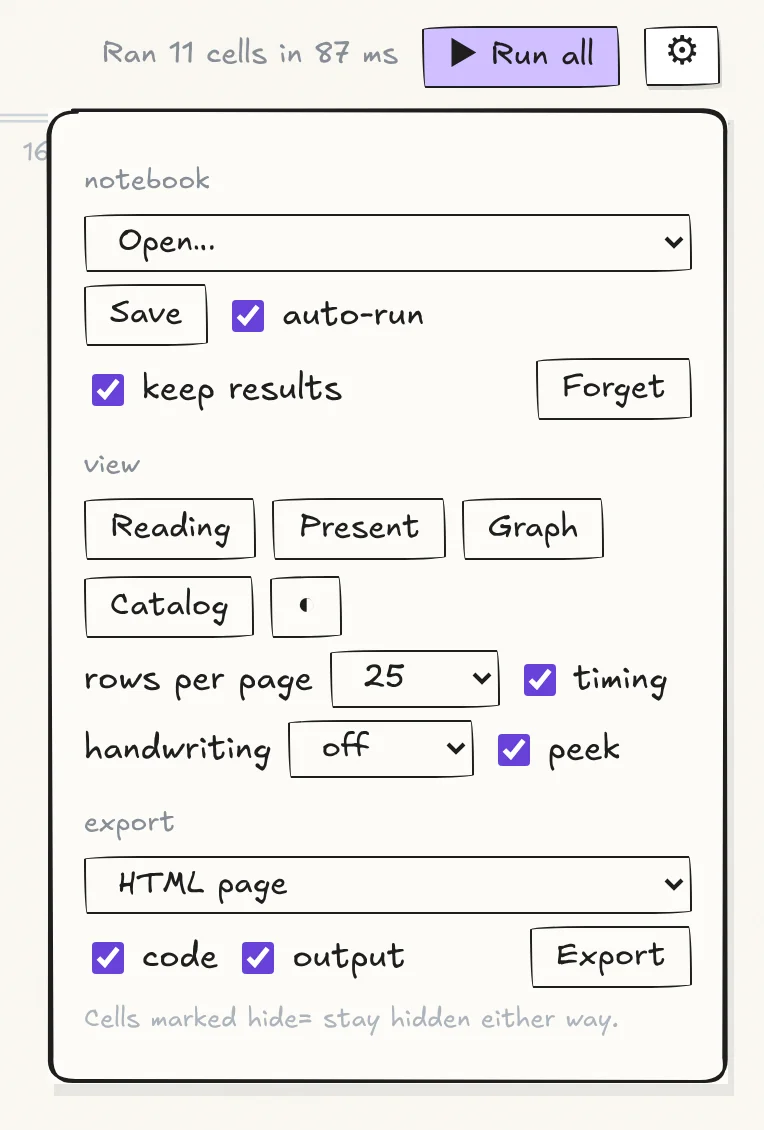 Ran 11 cells in 87 ms ▶ Run all ⚙
16
notebook
Open...
Save auto-run
keep results Forget
view
Reading Present Graph
Catalog
rows per page 25 timing
handwriting off peek
export
HTML page
code output Export
Cells marked hide= stay hidden either way.